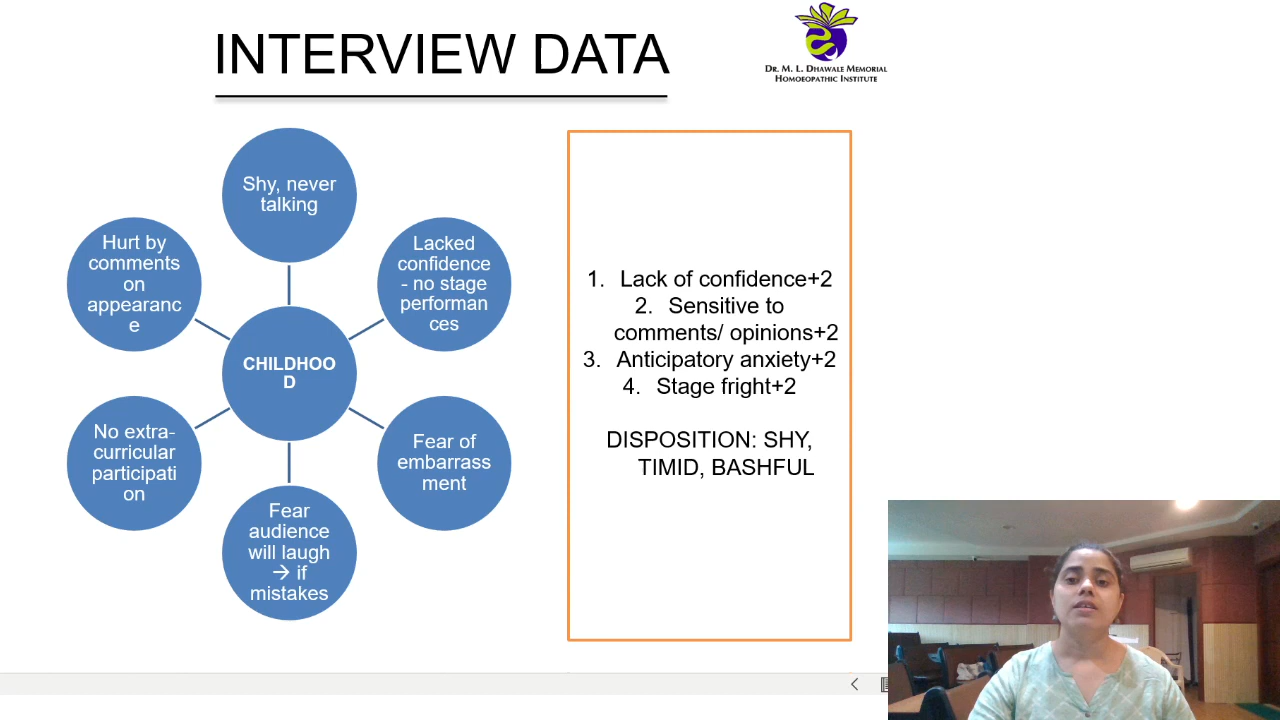 INTERVIEW DATA
DR. M. L. DHAWALE MEMORIAL
HOMOEOPATHIC INSTITUTE
Shy, never
talking
Hurt by
comments
on
appearanc
e
Lacked
confidence
- no stage
performan
ces
CHILDHOO
D
No extra-
curricular
participati
on
Fear of
embarrass
ment
Fear
audience
will laugh
→ if
mistakes
1. Lack of confidence+2
2. Sensitive to
comments/ opinions+2
3. Anticipatory anxiety+2
4. Stage fright+2
DISPOSITION: SHY,
TIMID, BASHFUL